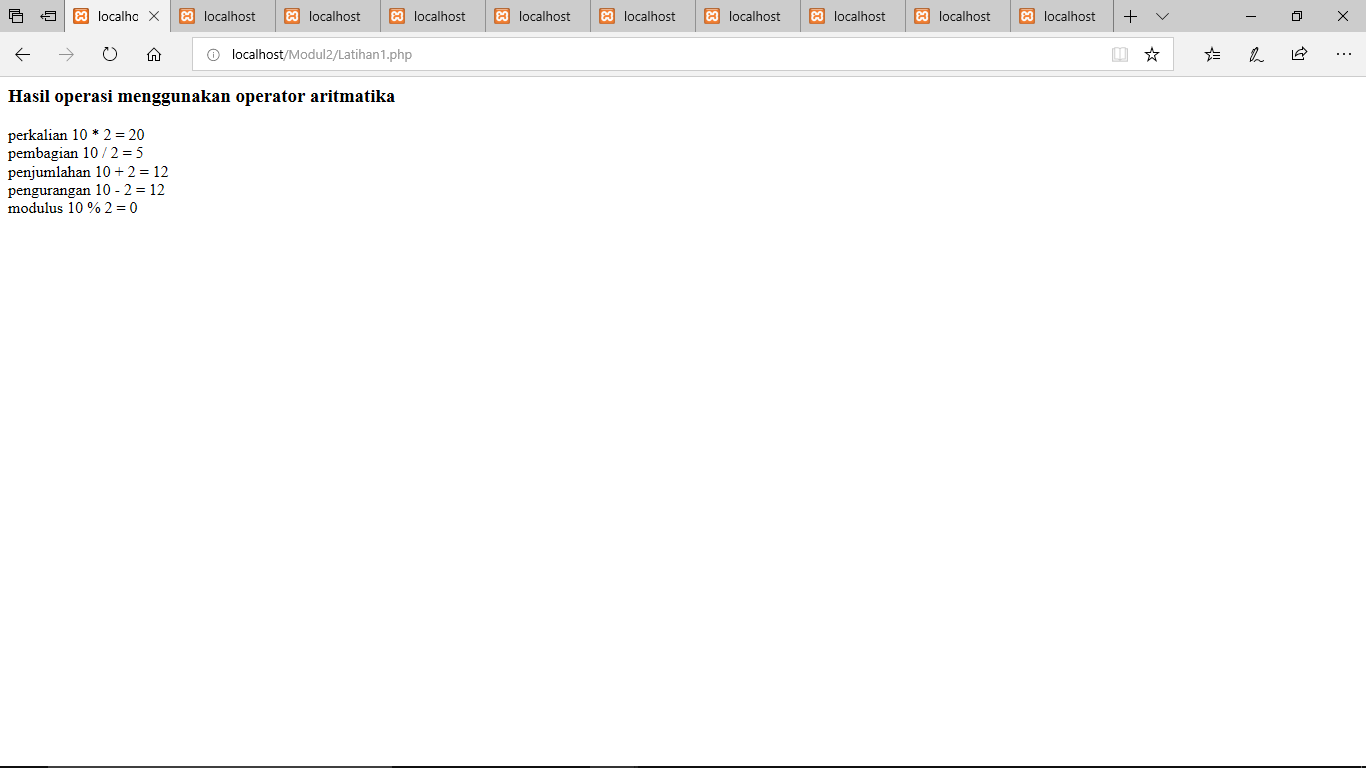 localho localhost localhost localhost localhost localhost localhost localhost localhost localhost
localhost/Modul2/Latihan1.php
Hasil operasi menggunakan operator aritmatika
perkalian 10 * 2 = 20
pembagian 10 / 2 = 5
penjumlahan 10 + 2 = 12
pengurangan 10 - 2 = 12
modulus 10 % 2 = 0